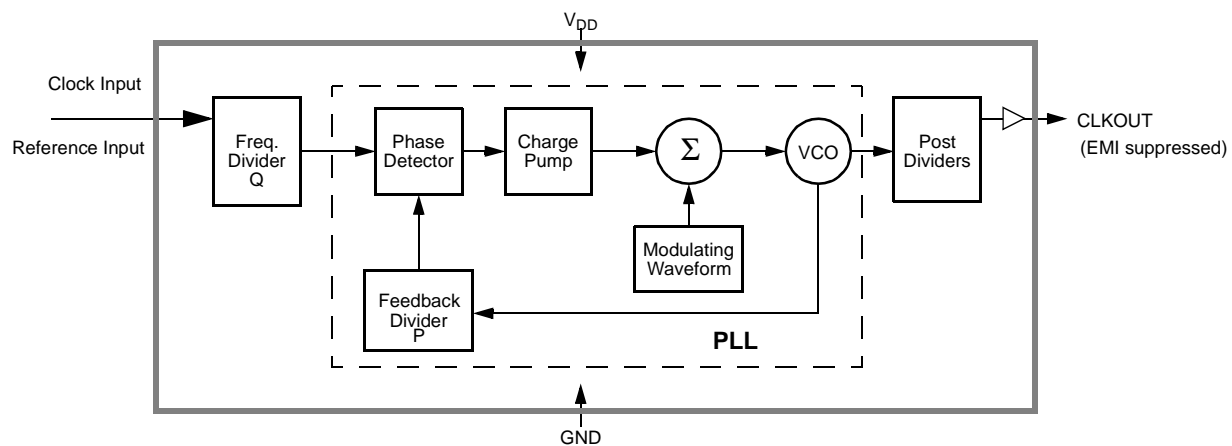 V_DD
Clock Input
Reference Input
Freq.
Divider
Q
Phase
Detector
Charge
Pump
Σ
VCO
Post
Dividers
CLKOUT
(EMI suppressed)
Modulating
Waveform
Feedback
Divider
P
PLL
GND